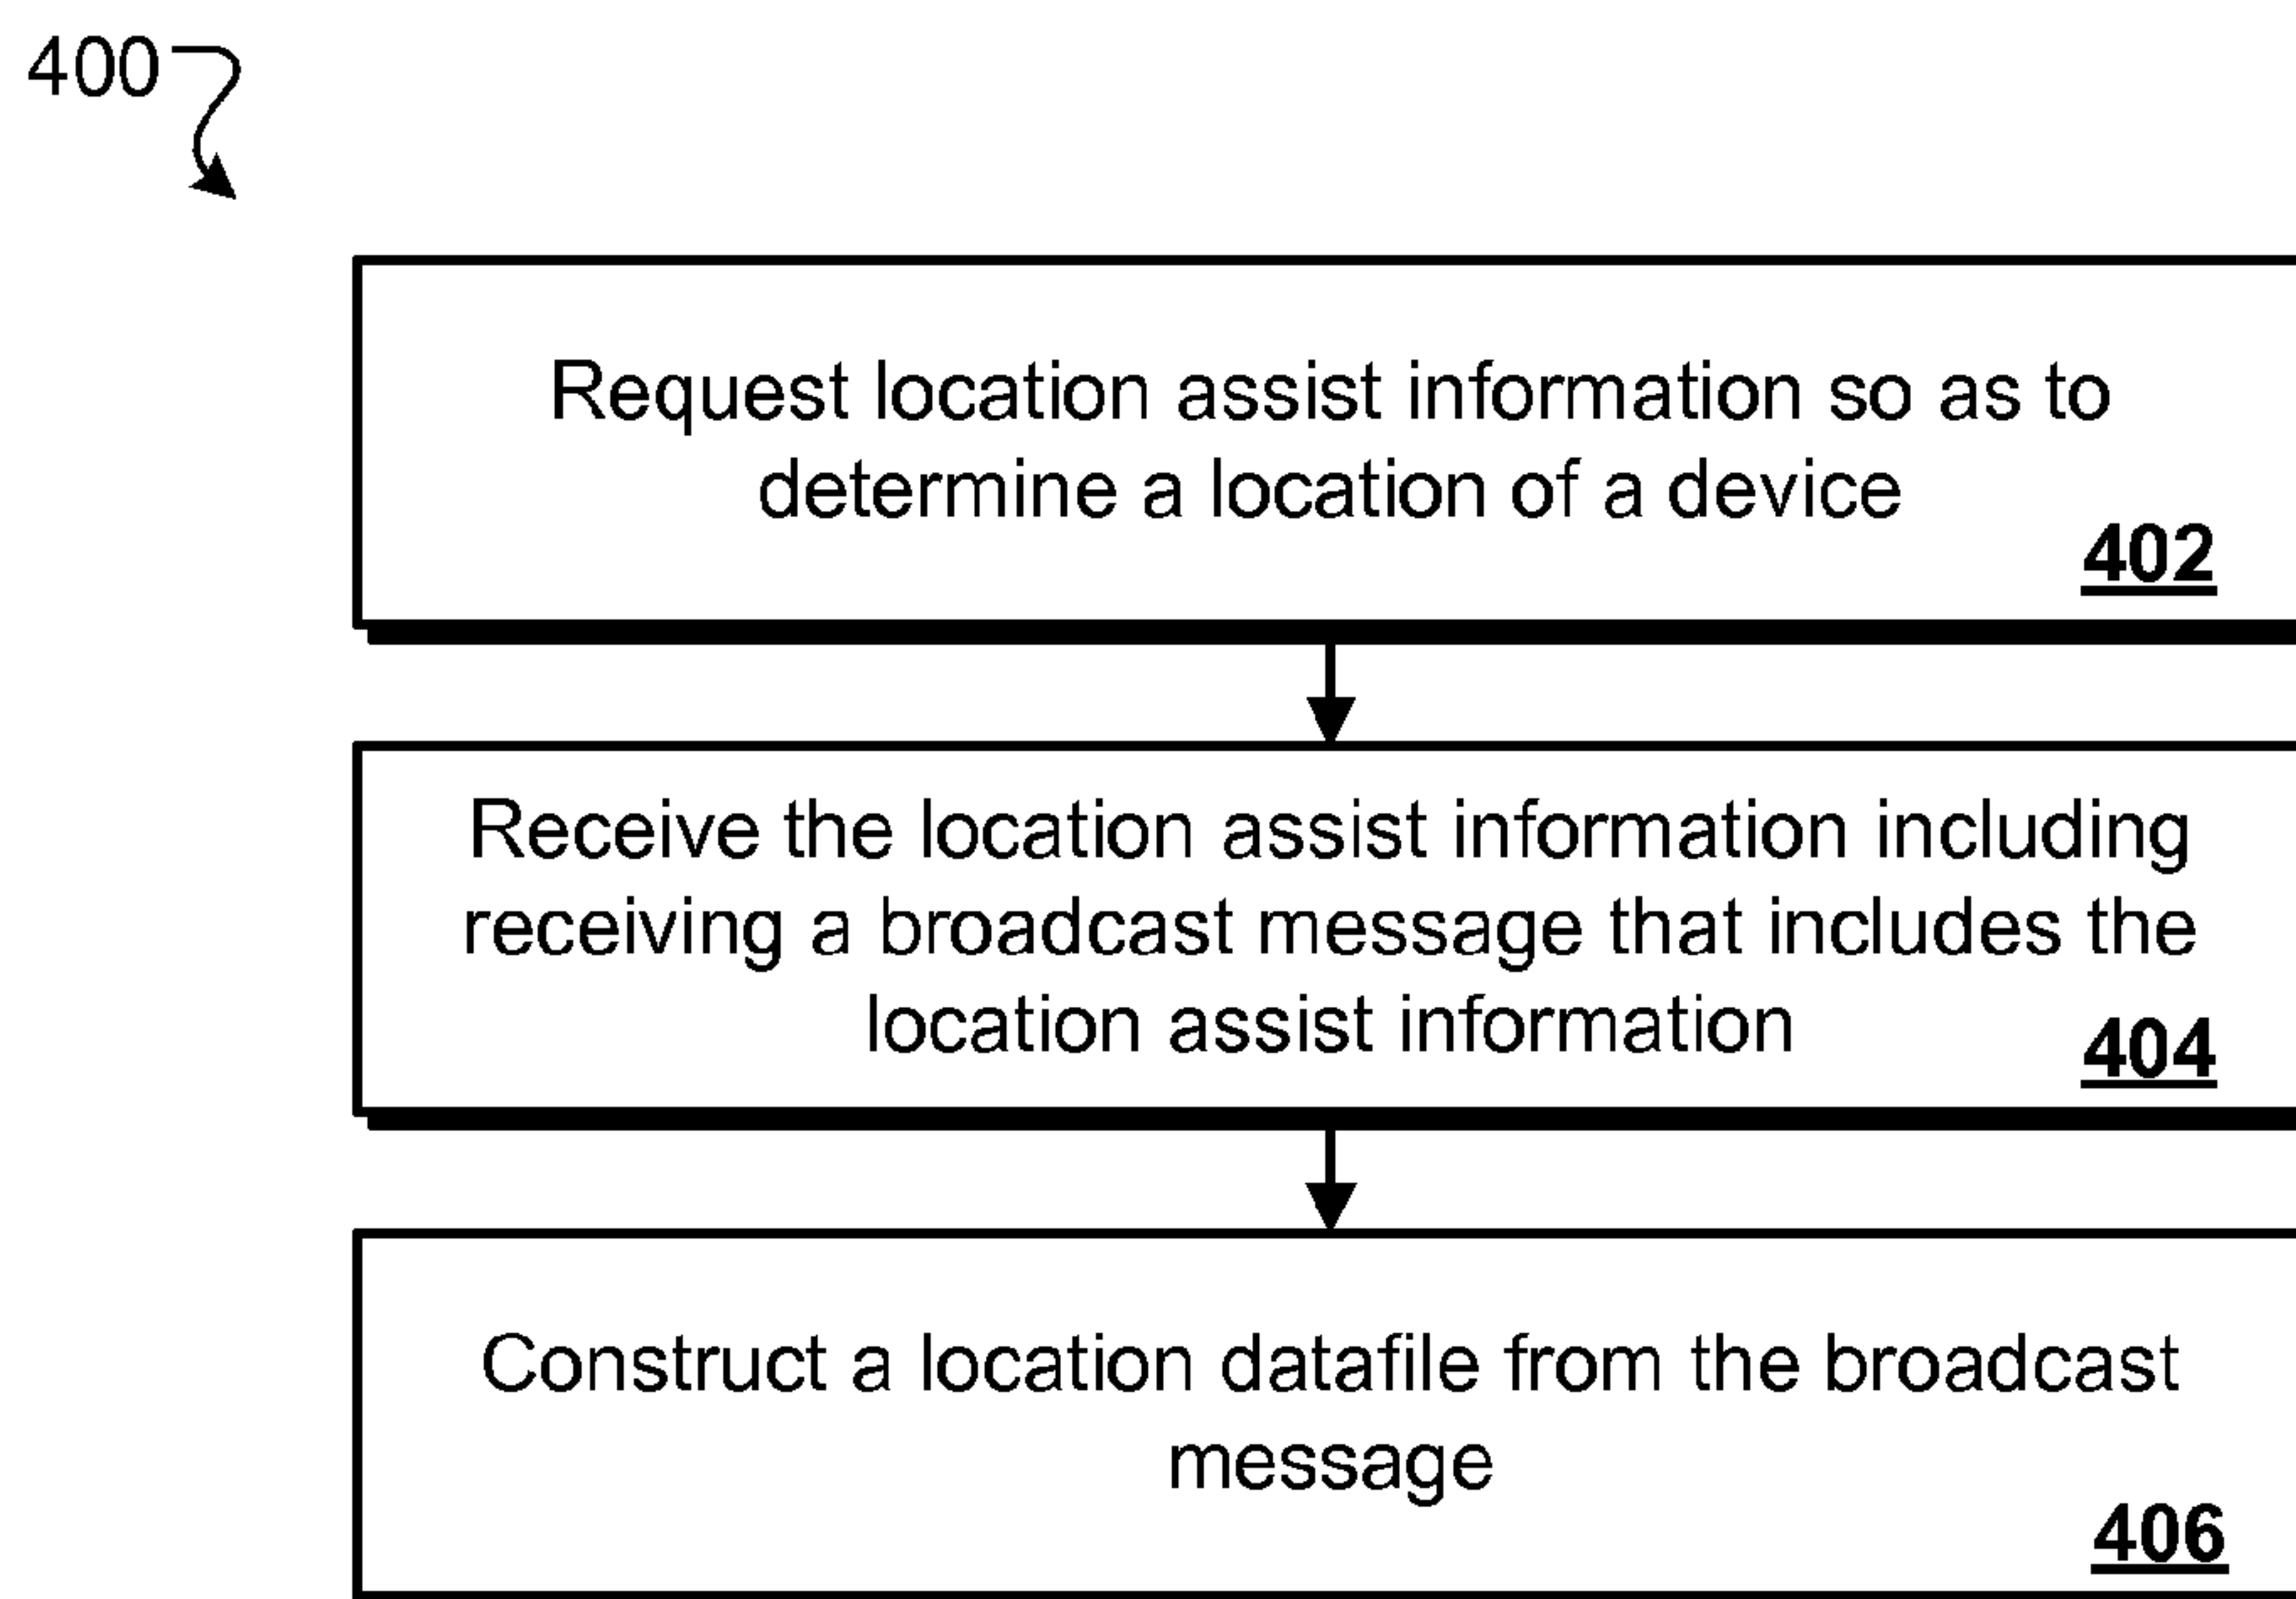 400
Request location assist information so as to
determine a location of a device
402
Receive the location assist information including
receiving a broadcast message that includes the
location assist information
404
Construct a location datafile from the broadcast
message
406